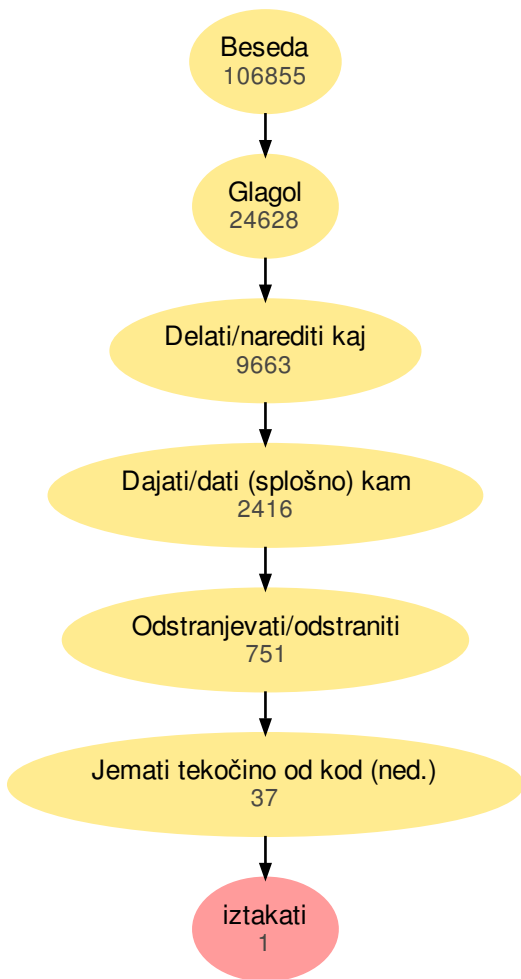 Beseda
106855
Glagol
24628
Delati/narediti kaj
9663
Dajati/dati (splošno) kam
2416
Odstranjevati/odstraniti
751
Jemati tekočino od kod (ned.)
37
iztakati
1